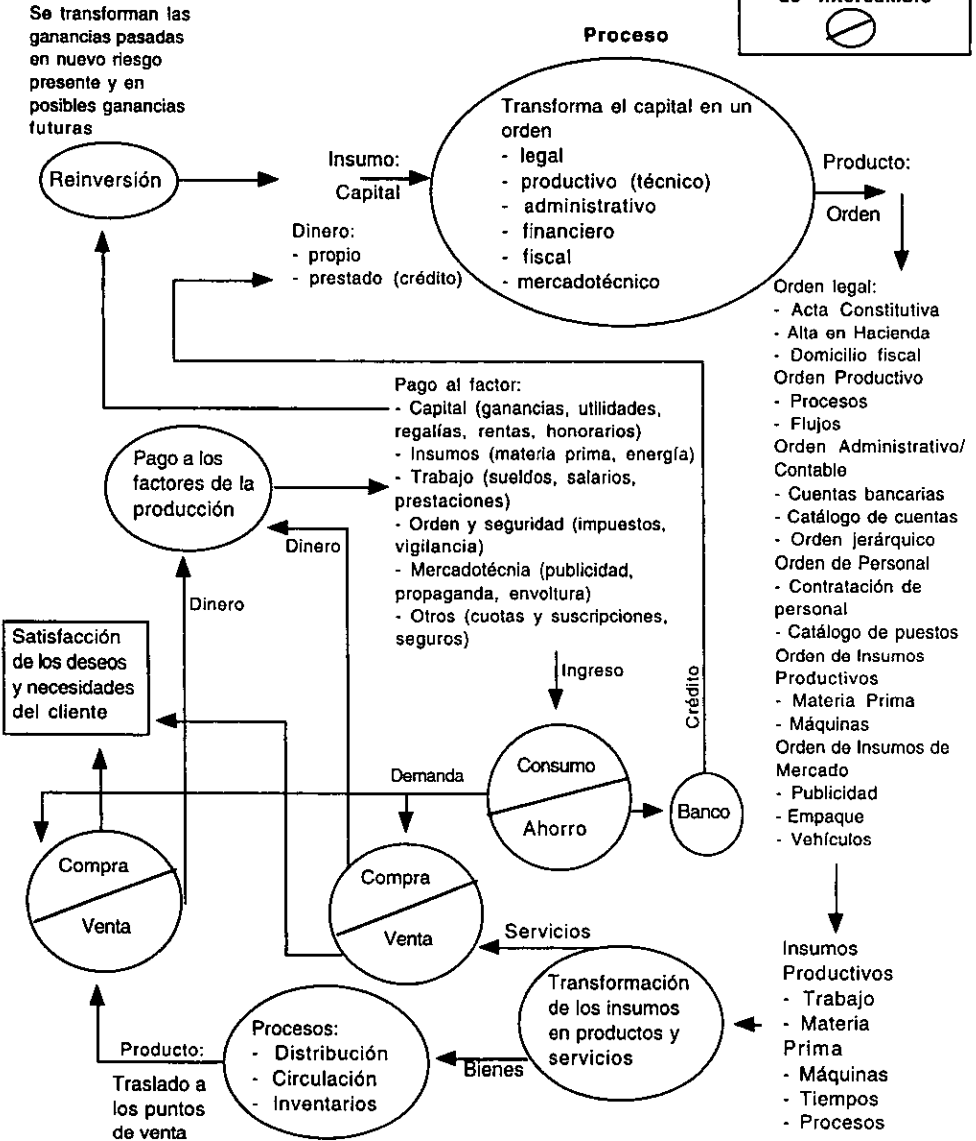 Se transforman las
ganancias pasadas
en nuevo riesgo
presente y en
posibles ganancias
futuras
Reinversión
Insumo:
Capital
Dinero:
- propio
- prestado (crédito)
Proceso
Transforma el capital en un
orden
- legal
- productivo (técnico)
- administrativo
- financiero
- fiscal
- mercadotécnico
Producto:
Orden
Orden legal:
- Acta Constitutiva
- Alta en Hacienda
- Domicilio fiscal
Orden Productivo
- Procesos
- Flujos
Orden Administrativo/
Contable
- Cuentas bancarias
- Catálogo de cuentas
- Orden jerárquico
Orden de Personal
- Contratación de
personal
- Catálogo de puestos
Orden de Insumos
Productivos
- Materia Prima
- Máquinas
Orden de Insumos de
Mercado
- Publicidad
- Empaque
- Vehículos
Insumos
Productivos
- Trabajo
- Materia
Prima
- Máquinas
- Tiempos
- Procesos
Transformación
de los insumos
en productos y
servicios
Servicios
Bienes
Procesos:
- Distribución
- Circulación
- Inventarios
Producto:
Traslado a
los puntos
de venta
Compra
Venta
Compra
Venta
Demanda
Satisfacción
de los deseos
y necesidades
del cliente
Dinero
Dinero
Pago a los
factores de la
producción
Pago al factor:
- Capital (ganancias, utilidades,
regalías, rentas, honorarios)
- Insumos (materia prima, energía)
- Trabajo (sueldos, salarios,
prestaciones)
- Orden y seguridad (impuestos,
vigilancia)
- Mercadotécnia (publicidad,
propaganda, envoltura)
- Otros (cuotas y suscripciones,
seguros)
Ingreso
Consumo
Ahorro
Banco
Crédito